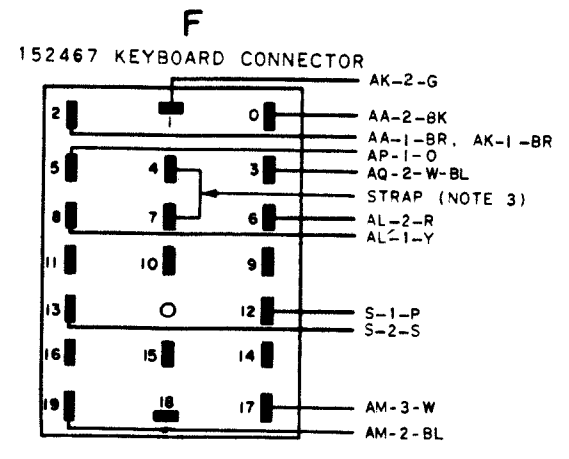 F
152467 KEYBOARD CONNECTOR
AK-2-G
2 1 0 AA-2-BK
AA-1-BR, AK-1-BR
AP-1-O
5 4 3 AQ-2-W-BL
STRAP (NOTE 3)
8 7 6 AL-2-R
AL-1-Y
11 10 9
13 12 S-1-P
S-2-S
16 15 14
19 18 17 AM-3-W
AM-2-BL